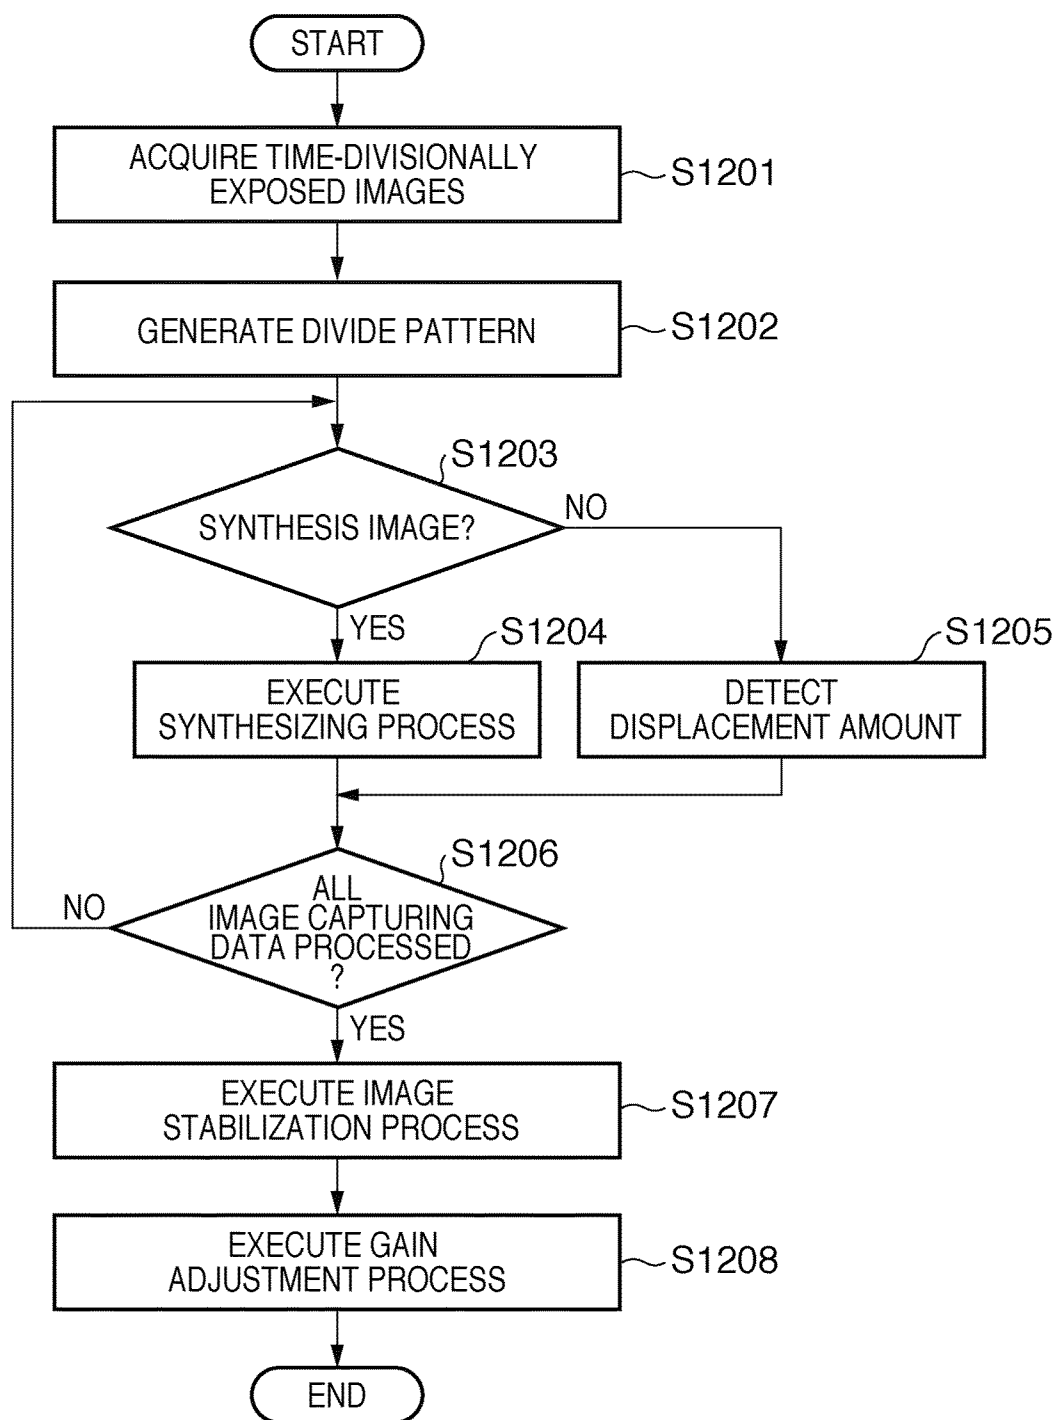 START
ACQUIRE TIME-DIVISIONALLY
EXPOSED IMAGES
S1201
GENERATE DIVIDE PATTERN
S1202
S1203
SYNTHESIS IMAGE?
NO
YES
S1204
EXECUTE
SYNTHESIZING PROCESS
S1205
DETECT
DISPLACEMENT AMOUNT
S1206
ALL
IMAGE CAPTURING
DATA PROCESSED
?
NO
YES
EXECUTE IMAGE
STABILIZATION PROCESS
S1207
EXECUTE GAIN
ADJUSTMENT PROCESS
S1208
END